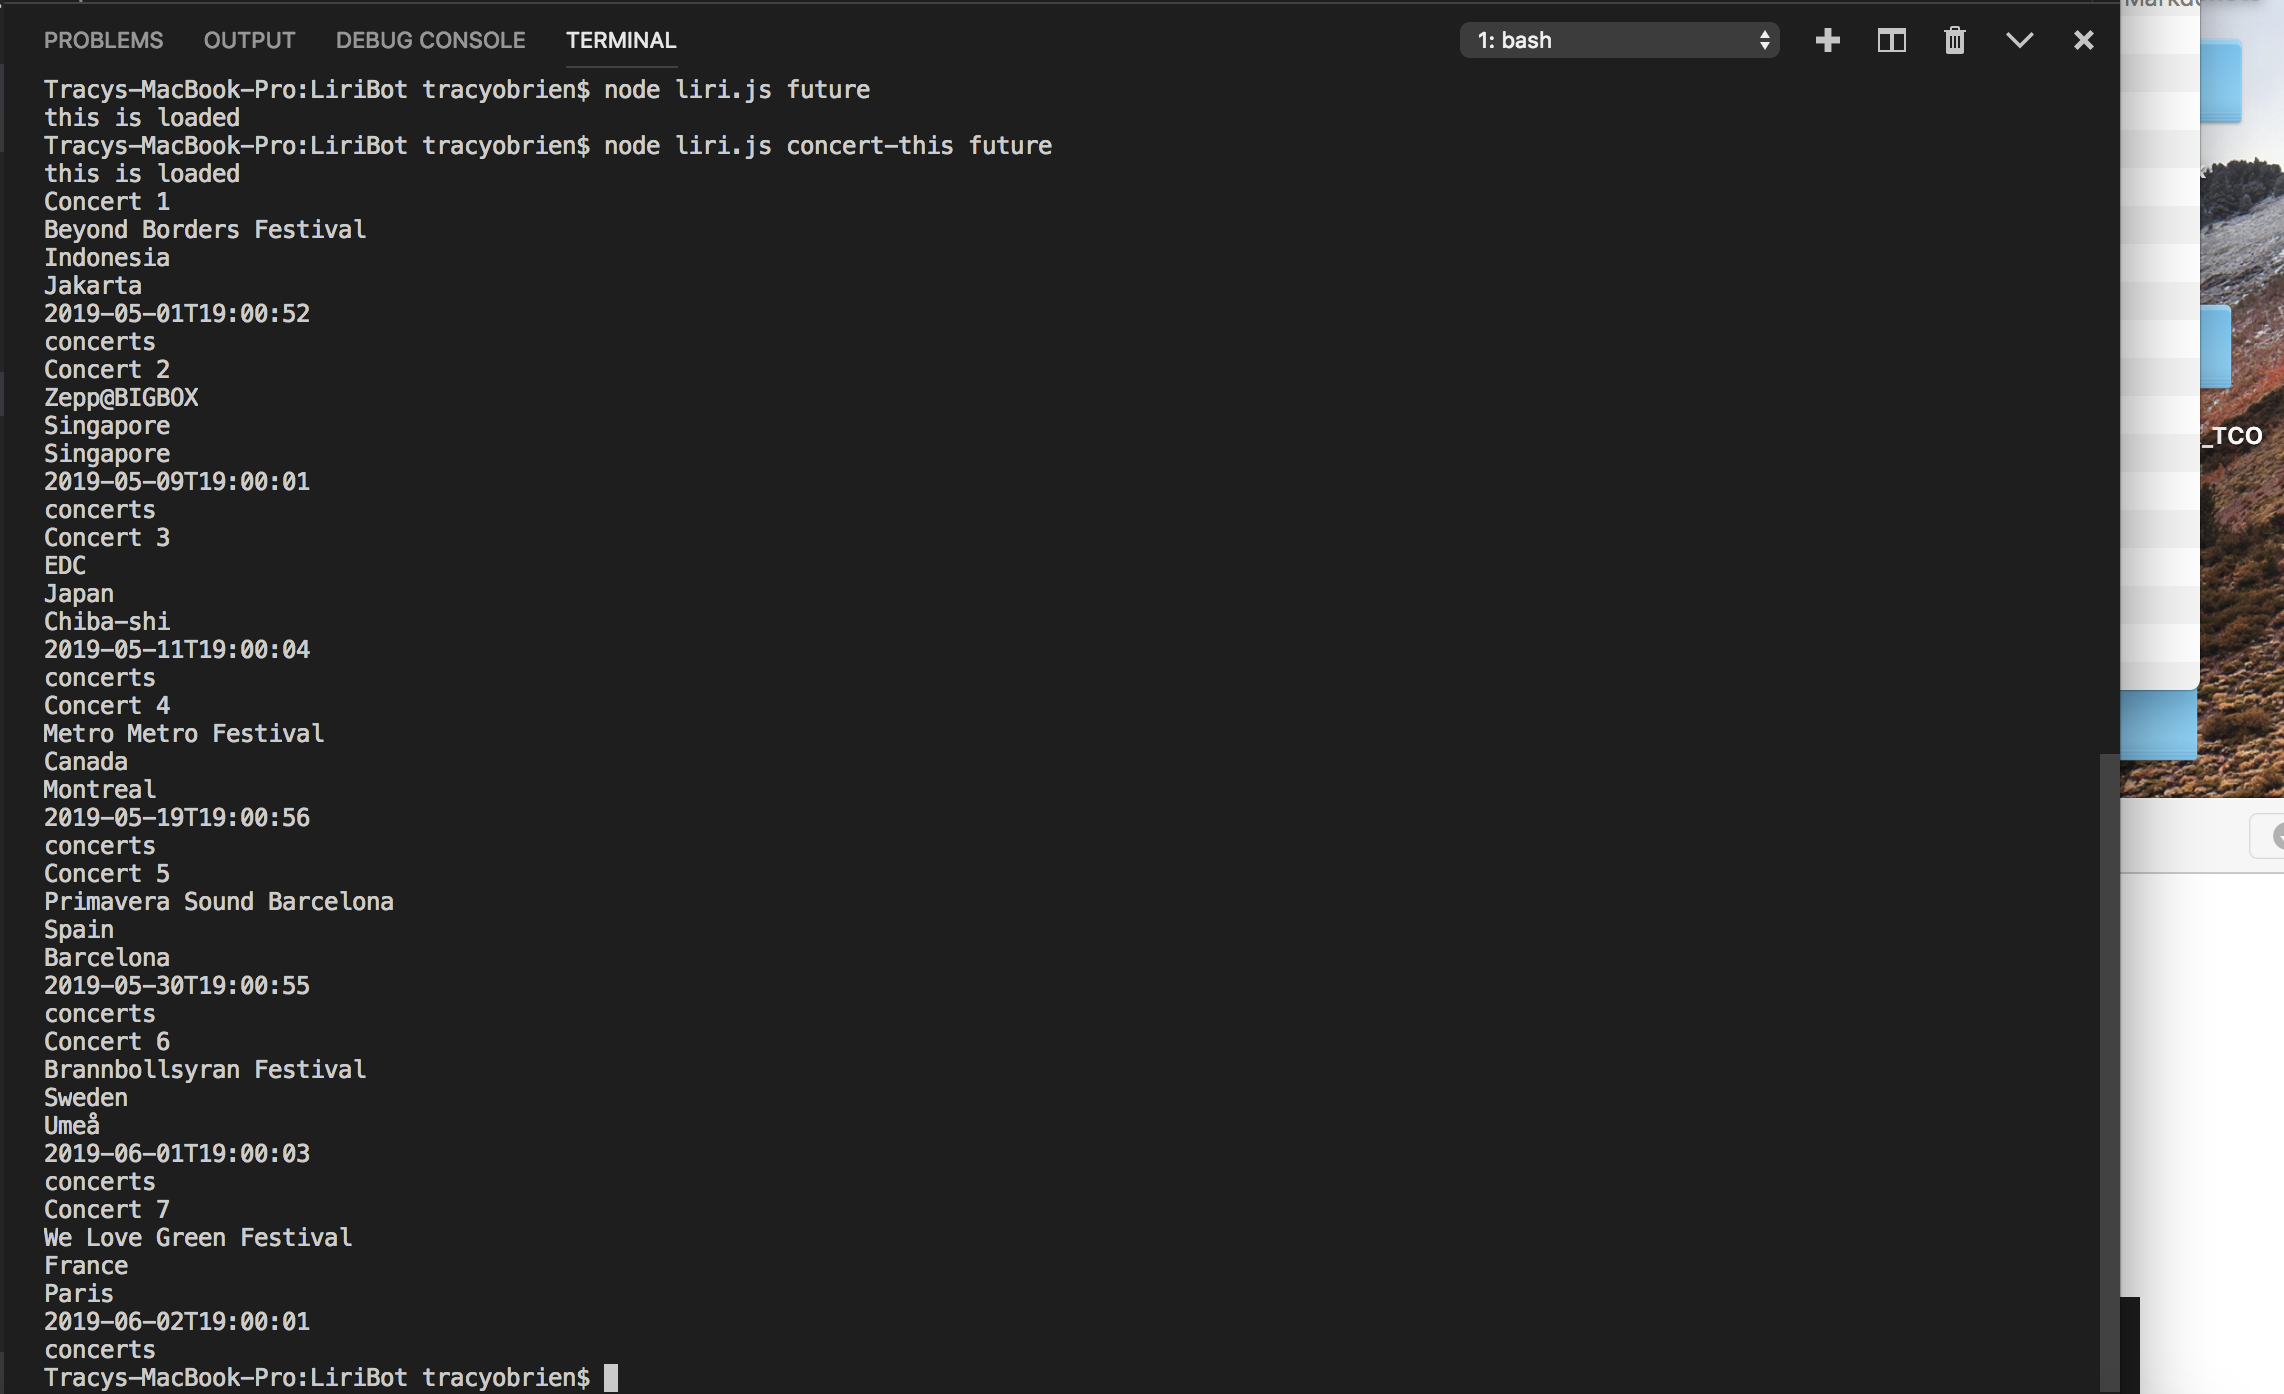 PROBLEMS OUTPUT DEBUG CONSOLE TERMINAL 1: bash
Tracys-MacBook-Pro:LiriBot tracyobrien$ node liri.js future
this is loaded
Tracys-MacBook-Pro:LiriBot tracyobrien$ node liri.js concert-this future
this is loaded
Concert 1
Beyond Borders Festival
Indonesia
Jakarta
2019-05-01T19:00:52
concerts
Concert 2
Zepp@BIGBOX
Singapore
Singapore
2019-05-09T19:00:01
concerts
Concert 3
EDC
Japan
Chiba-shi
2019-05-11T19:00:04
concerts
Concert 4
Metro Metro Festival
Canada
Montreal
2019-05-19T19:00:56
concerts
Concert 5
Primavera Sound Barcelona
Spain
Barcelona
2019-05-30T19:00:55
concerts
Concert 6
Brannbollsyran Festival
Sweden
Umeå
2019-06-01T19:00:03
concerts
Concert 7
We Love Green Festival
France
Paris
2019-06-02T19:00:01
concerts
Tracys-MacBook-Pro:LiriBot tracyobrien$
_TCO